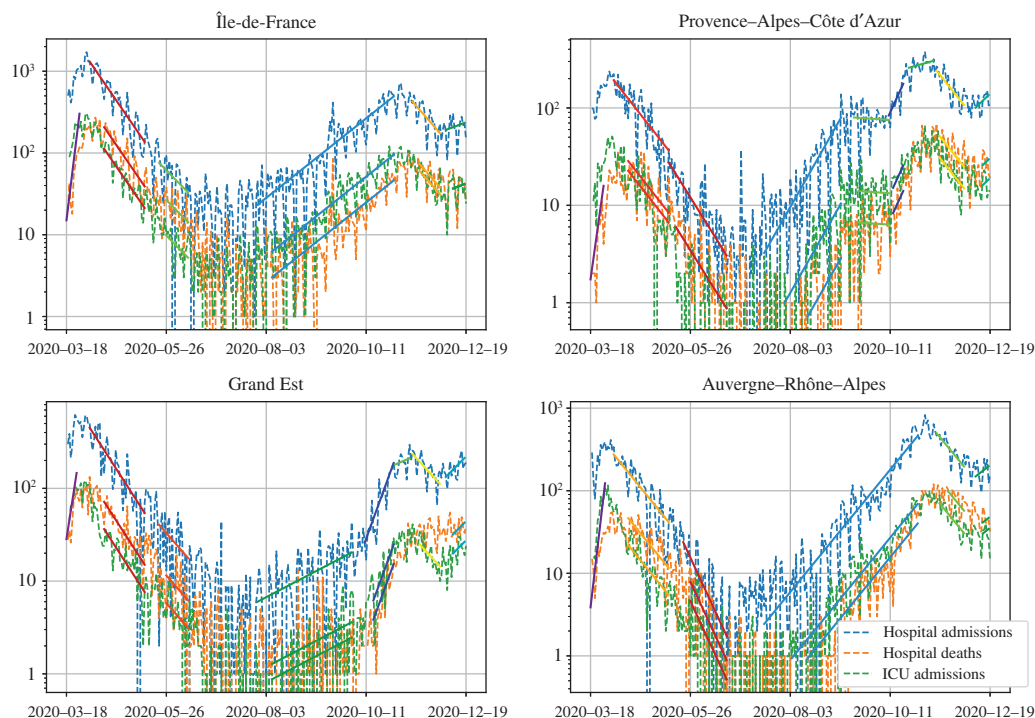 Île-de-France
10³
10²
10
1
2020–03–18 2020–05–26 2020–08–03 2020–10–11 2020–12–19
Provence–Alpes–Côte d′Azur
10²
10
1
2020–03–18 2020–05–26 2020–08–03 2020–10–11 2020–12–19
Grand Est
10²
10
1
2020–03–18 2020–05–26 2020–08–03 2020–10–11 2020–12–19
Auvergne–Rhône–Alpes
10³
10²
10
1
Hospital admissions
Hospital deaths
ICU admissions
2020–03–18 2020–05–26 2020–08–03 2020–10–11 2020–12–19